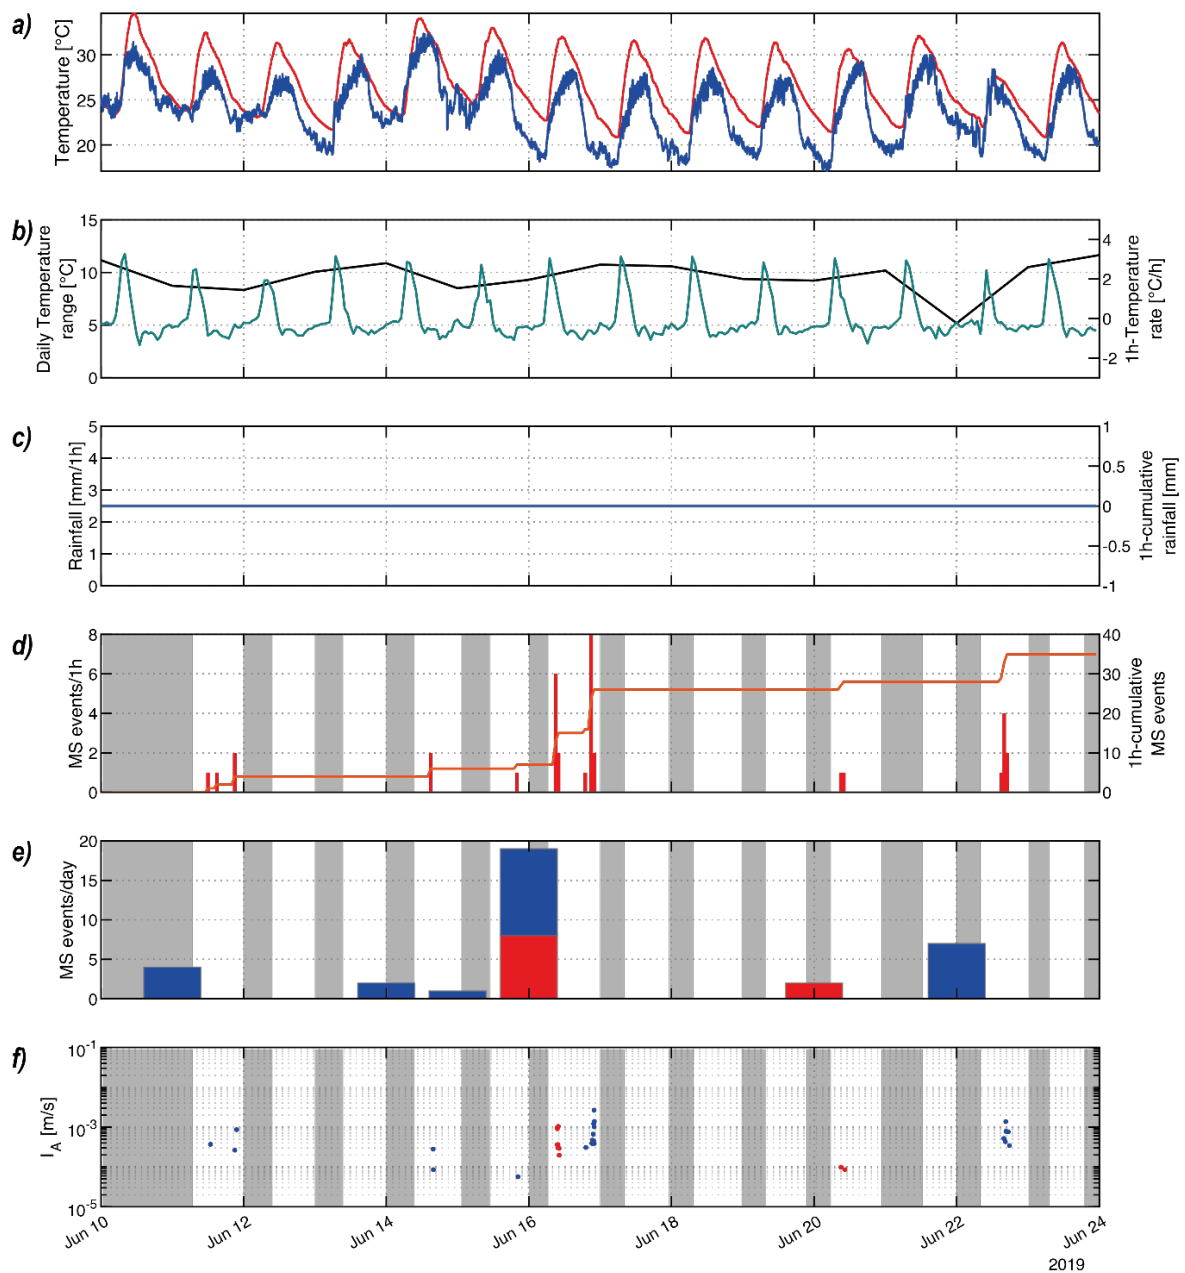 a)
Temperature [°C]
30
25
20
b)
Daily Temperature
range [°C]
15
10
5
0
4
2
0
-2
1h-Temperature
rate [°C/h]
c)
Rainfall [mm/1h]
5
4
3
2
1
0
1
0.5
0
-0.5
-1
1h-cumulative
rainfall [mm]
d)
MS events/1h
8
6
4
2
0
40
30
20
10
0
1h-cumulative
MS events
e)
MS events/day
20
15
10
5
0
f)
I_A [m/s]
10^-1
10^-3
10^-5
Jun 10
Jun 12
Jun 14
Jun 16
Jun 18
Jun 20
Jun 22
Jun 24
2019